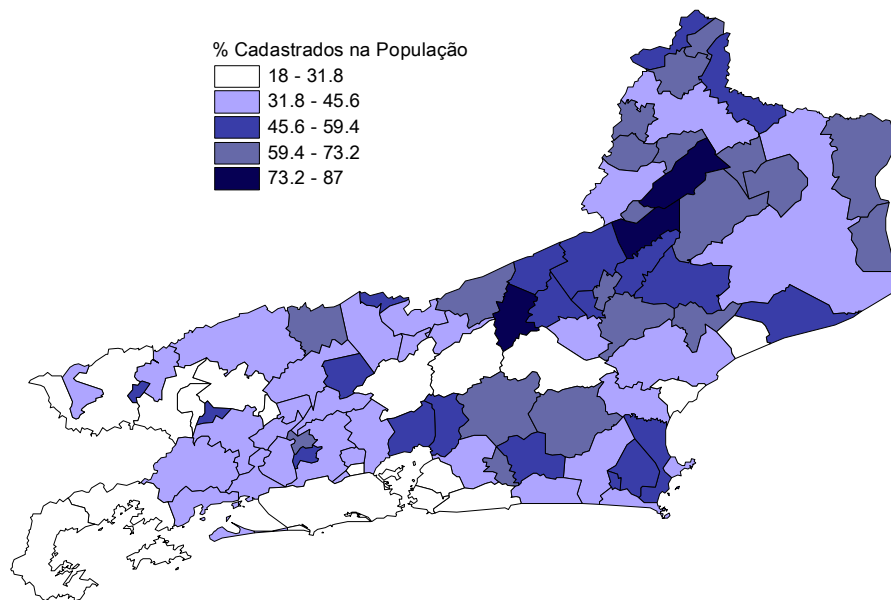 % Cadastrados na População
18 - 31.8
31.8 - 45.6
45.6 - 59.4
59.4 - 73.2
73.2 - 87